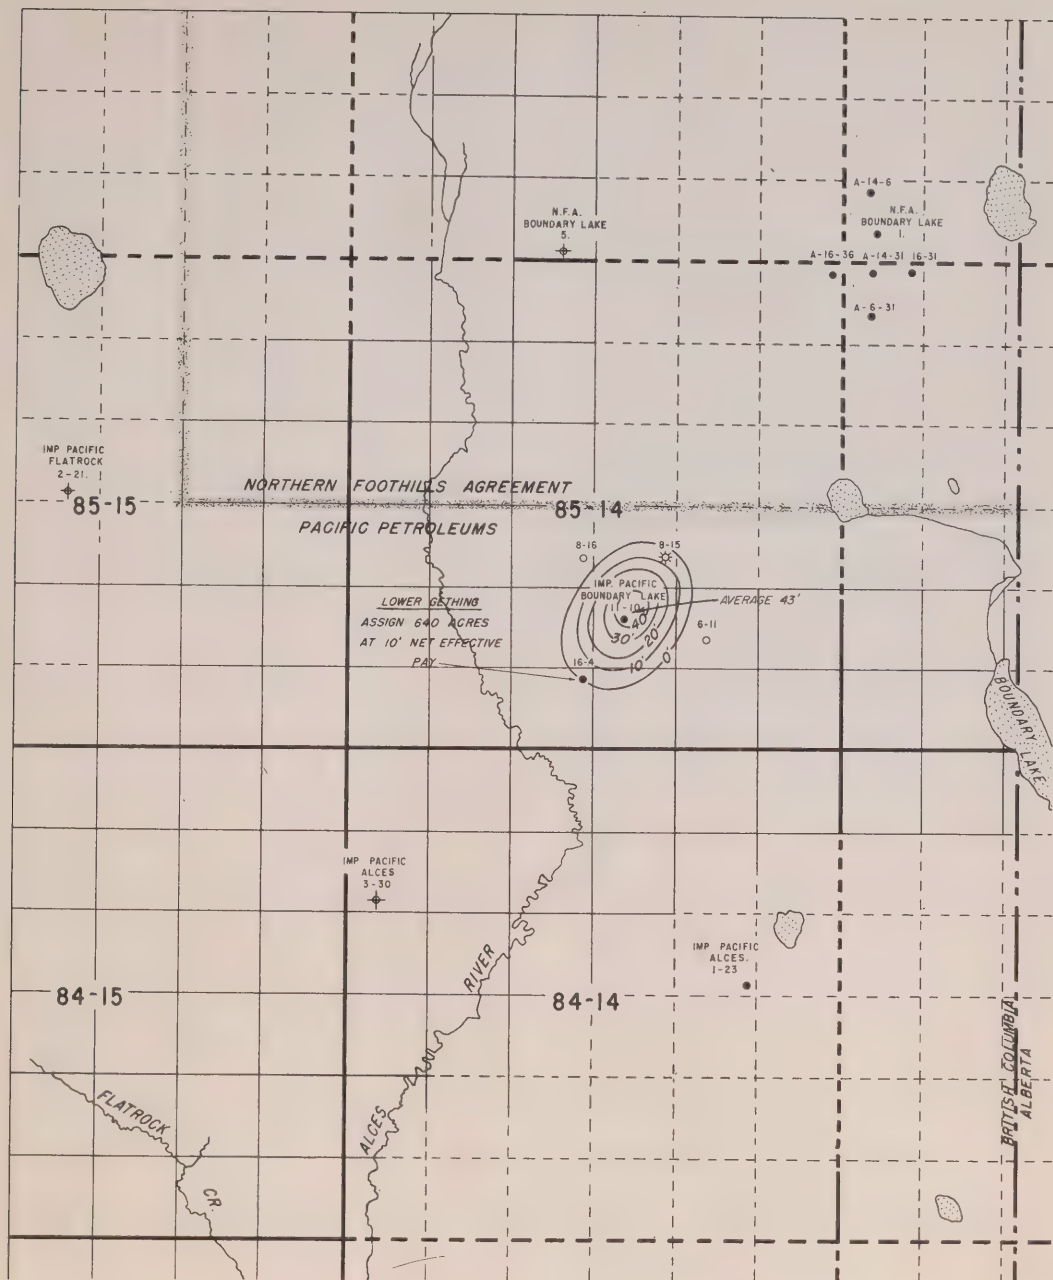 A-14-6
N.F.A.
BOUNDARY LAKE
5.
N.F.A.
BOUNDARY LAKE
1.
A-16-36 A-14-31 16-31
A-6-31
IMP PACIFIC
FLATROCK
2-21.
85-15
NORTHERN FOOTHILLS AGREEMENT
85-14
PACIFIC PETROLEUMS
8-16
8-15
IMP. PACIFIC
BOUNDARY LAKE
11-10
AVERAGE 43'
40'
30'
20'
10'
0'
6-11
LOWER GETHING
ASSIGN 640 ACRES
AT 10' NET EFFECTIVE
PAY
16-4
BOUNDARY LAKE
IMP PACIFIC
ALCES
3-30
IMP PACIFIC
ALCES.
1-23
84-15
84-14
ALCES RIVER
FLATROCK CR.
BRITISH COLUMBIA
ALBERTA